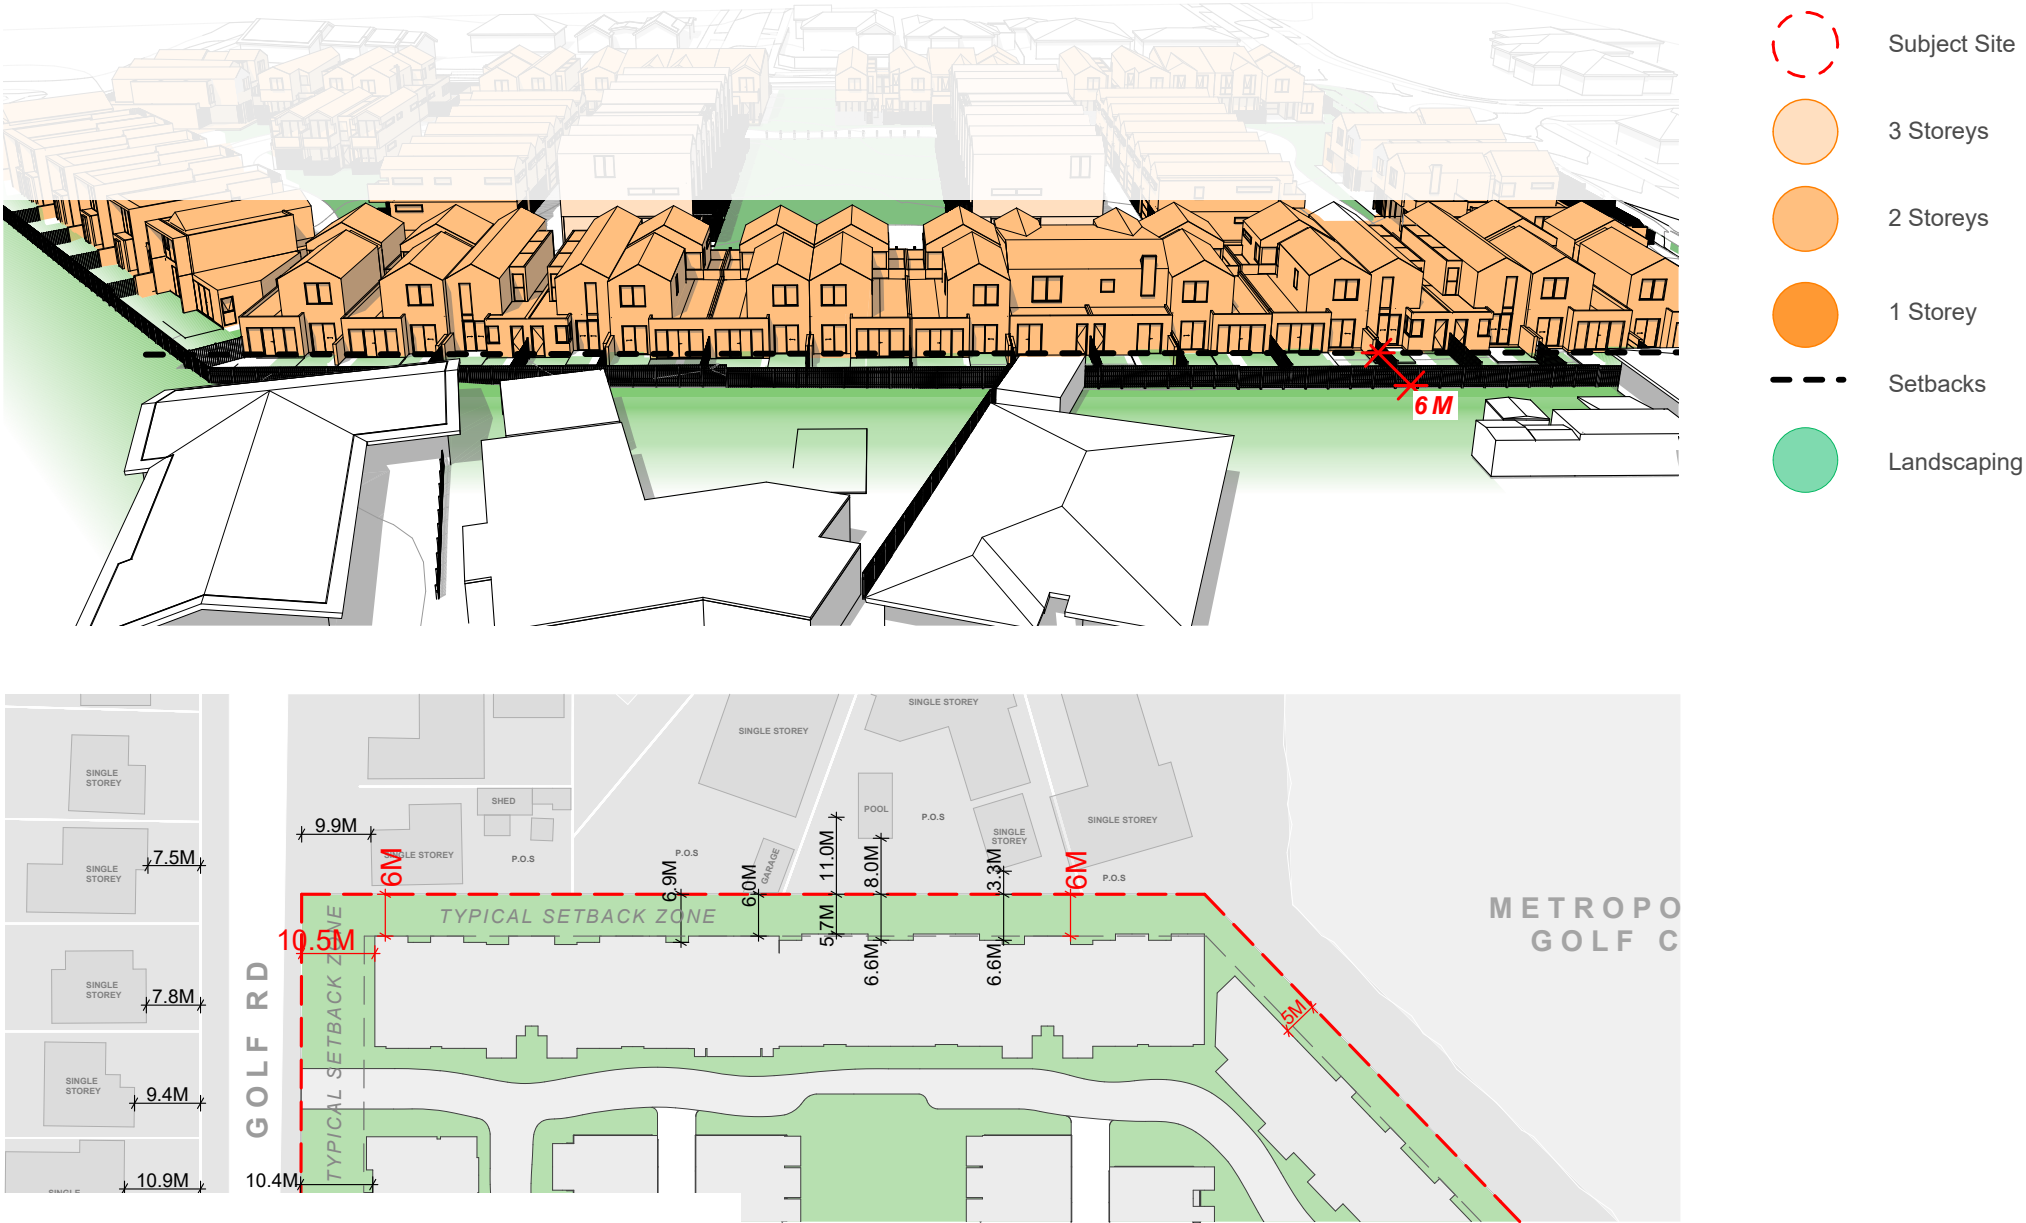 Subject Site
3 Storeys
2 Storeys
1 Storey
Setbacks
Landscaping
6 M
SINGLE STOREY
SINGLE STOREY
SINGLE
STOREY
SHED
POOL
P.O.S
SINGLE STOREY
9.9M
SINGLE
STOREY
7.5M
SINGLE
STOREY
SINGLE STOREY
P.O.S
P.O.S
GARAGE
11.0M
8.0M
3.3M
6M
P.O.S
6M
6.9M
6.0M
TYPICAL SETBACK ZONE
METROPO
GOLF C
5.7M
6.6M
6.6M
10.5M
TYPICAL SETBACK ZONE
GOLF RD
SINGLE
STOREY
7.8M
5M
SINGLE
STOREY
9.4M
10.9M
10.4M
SINGLE